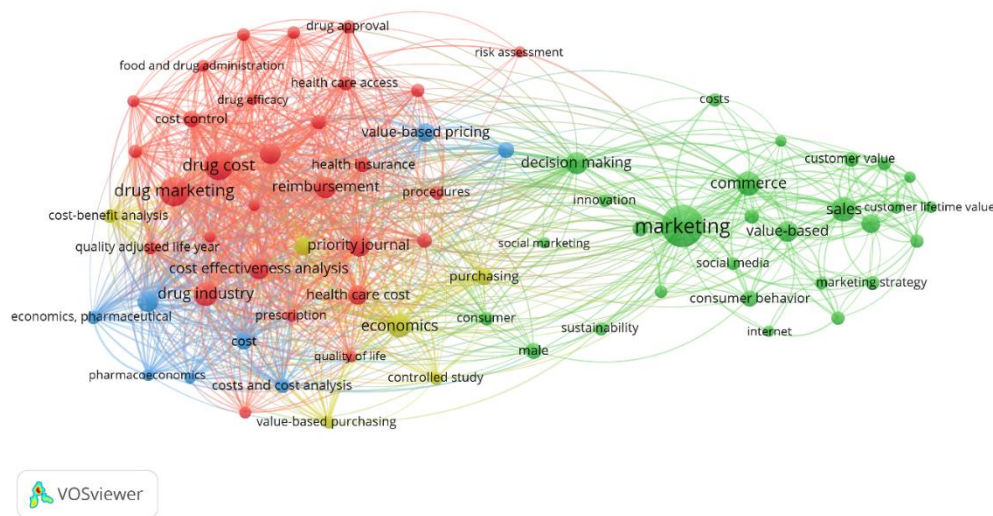 drug approval
risk assessment
food and drug administration
health care access
drug efficacy
costs
cost control
value-based pricing
decision making
customer value
drug cost
health insurance
commerce
drug marketing
reimbursement
procedures
innovation
sales
customer lifetime value
cost-benefit analysis
marketing
value-based
quality adjusted life year
priority journal
social marketing
social media
cost effectiveness analysis
purchasing
marketing strategy
drug industry
health care cost
consumer behavior
economics, pharmaceutical
prescription
economics
consumer
sustainability
internet
cost
quality of life
male
pharmacoeconomics
costs and cost analysis
controlled study
value-based purchasing
VOSviewer